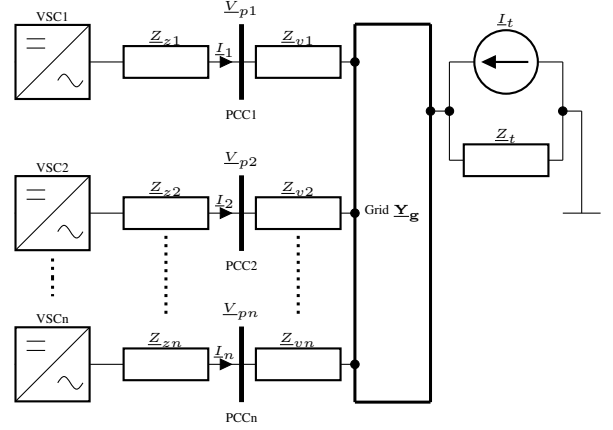 VSC1
Z_z1
I_1
V_p1
Z_v1
PCC1
I_t
Z_t
VSC2
Z_z2
I_2
V_p2
Z_v2
PCC2
Grid Y_g
VSCn
Z_zn
I_n
V_pn
Z_vn
PCCn